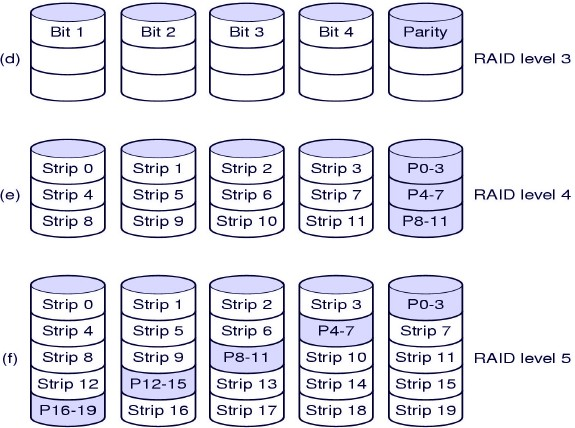 (d) Bit 1 Bit 2 Bit 3 Bit 4 Parity RAID level 3
Strip 0 Strip 1 Strip 2 Strip 3 P0-3
(e) Strip 4 Strip 5 Strip 6 Strip 7 P4-7 RAID level 4
Strip 8 Strip 9 Strip 10 Strip 11 P8-11
Strip 0 Strip 1 Strip 2 Strip 3 P0-3
Strip 4 Strip 5 Strip 6 P4-7 Strip 7
(f) Strip 8 Strip 9 P8-11 Strip 10 Strip 11 RAID level 5
Strip 12 P12-15 Strip 13 Strip 14 Strip 15
P16-19 Strip 16 Strip 17 Strip 18 Strip 19